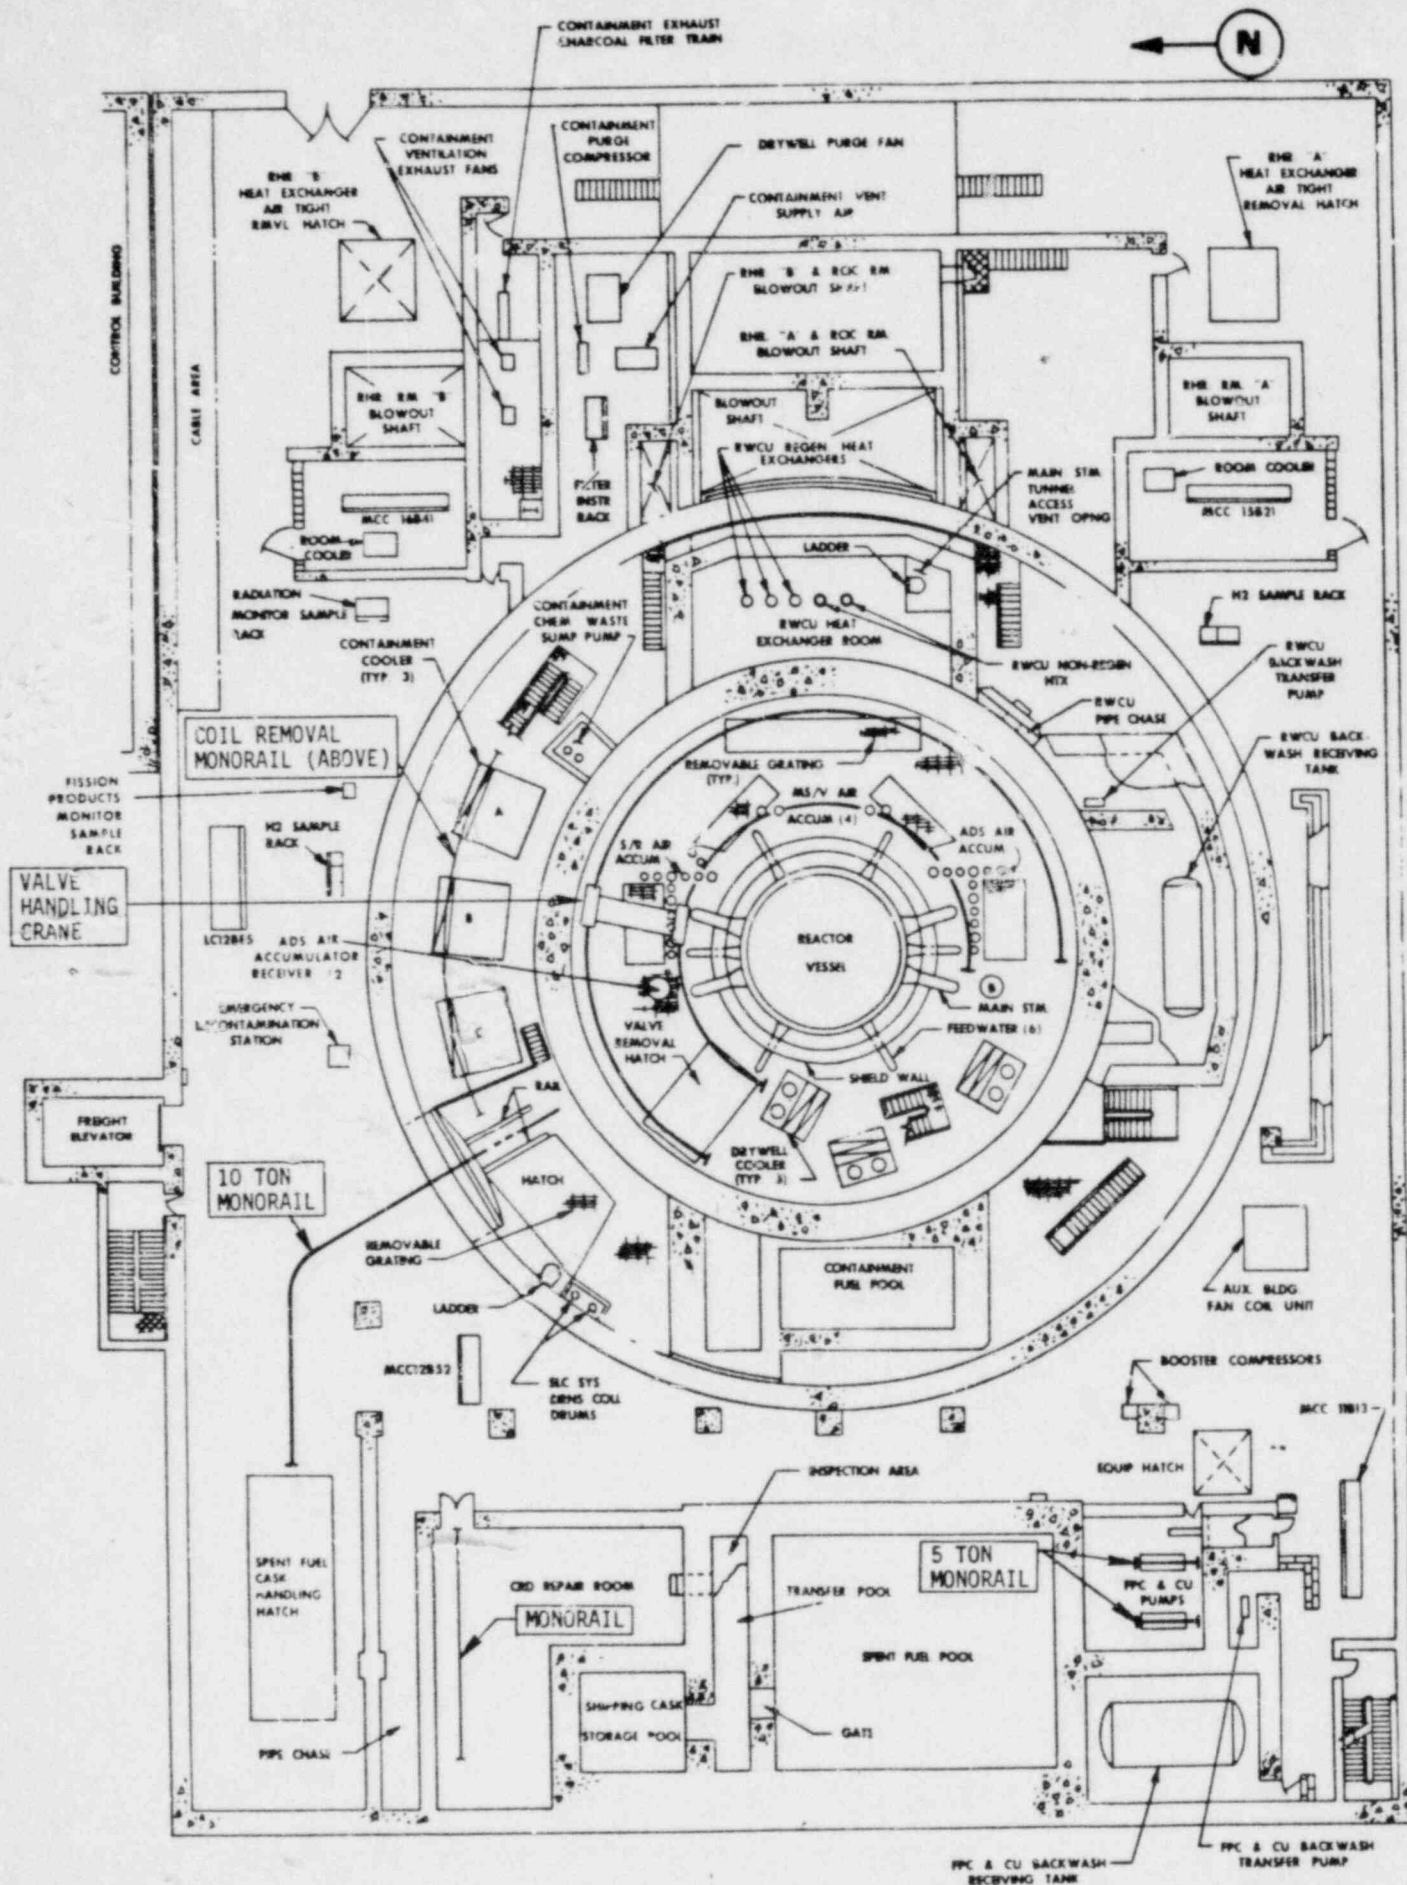 CONTAINMENT EXHAUST
CHARCOAL FILTER TRAIN
N
CONTAINMENT
VENTILATION
EXHAUST FANS
CONTAINMENT
PURGE
COMPRESSOR
DRYWELL PURGE FAN
CONTAINMENT VENT
SUPPLY AIR
RHR "B"
HEAT EXCHANGER
AIR TIGHT
RMVL HATCH
RHR "A"
HEAT EXCHANGER
AIR TIGHT
REMOVAL HATCH
CONTROL BUILDING
CABLE AREA
RHR "B" & RCIC RM
BLOWOUT SHAFT
RHR "A" & RCIC RM
BLOWOUT SHAFT
RHR RM "B"
BLOWOUT
SHAFT
RHR RM "A"
BLOWOUT
SHAFT
BLOWOUT
SHAFT
RWCU REGEN HEAT
EXCHANGERS
FILTER
INSTR
RACK
MAIN STM
TUNNEL
ACCESS
VENT OPNG
ROOM COOLER
MCC 15B21
MCC 16B41
ROOM
COOLER
LADDER
RADIATION
MONITOR SAMPLE
RACK
CONTAINMENT
CHEM WASTE
SUMP PUMP
RWCU HEAT
EXCHANGER ROOM
H2 SAMPLE RACK
CONTAINMENT
COOLER
(TYP 3)
RWCU NON-REGEN
HTX
RWCU
BACKWASH
TRANSFER
PUMP
RWCU
PIPE CHASE
COIL REMOVAL
MONORAIL (ABOVE)
RWCU BACK-
WASH RECEIVING
TANK
REMOVABLE GRATING
(TYP.)
FISSION
PRODUCTS
MONITOR
SAMPLE
RACK
MS/V AIR
ACCUM (4)
A
H2 SAMPLE
RACK
S/R AIR
ACCUM
ADS AIR
ACCUM
VALVE
HANDLING
CRANE
B
LC12BE5
ADS AIR
ACCUMULATOR
RECEIVER 12
REACTOR
VESSEL
B
MAIN STM
EMERGENCY
DECONTAMINATION
STATION
C
VALVE
REMOVAL
HATCH
FEEDWATER (6)
SHIELD WALL
RAIL
FREIGHT
ELEVATOR
DRYWELL
COOLER
(TYP 3)
10 TON
MONORAIL
HATCH
REMOVABLE
GRATING
CONTAINMENT
FUEL POOL
LADDER
AUX. BLDG.
FAN COIL UNIT
MCC12B52
SLC SYS
DRNS COLL
DRUMS
BOOSTER COMPRESSORS
MCC 11B13
INSPECTION AREA
EQUIP HATCH
SPENT FUEL
CASK
HANDLING
HATCH
CRD REPAIR ROOM
MONORAIL
TRANSFER POOL
5 TON
MONORAIL
FPC & CU
PUMPS
SPENT FUEL POOL
SHIPPING CASK
STORAGE POOL
GATE
PIPE CHASE
FPC & CU BACKWASH
TRANSFER PUMP
FPC & CU BACKWASH
RECEIVING TANK